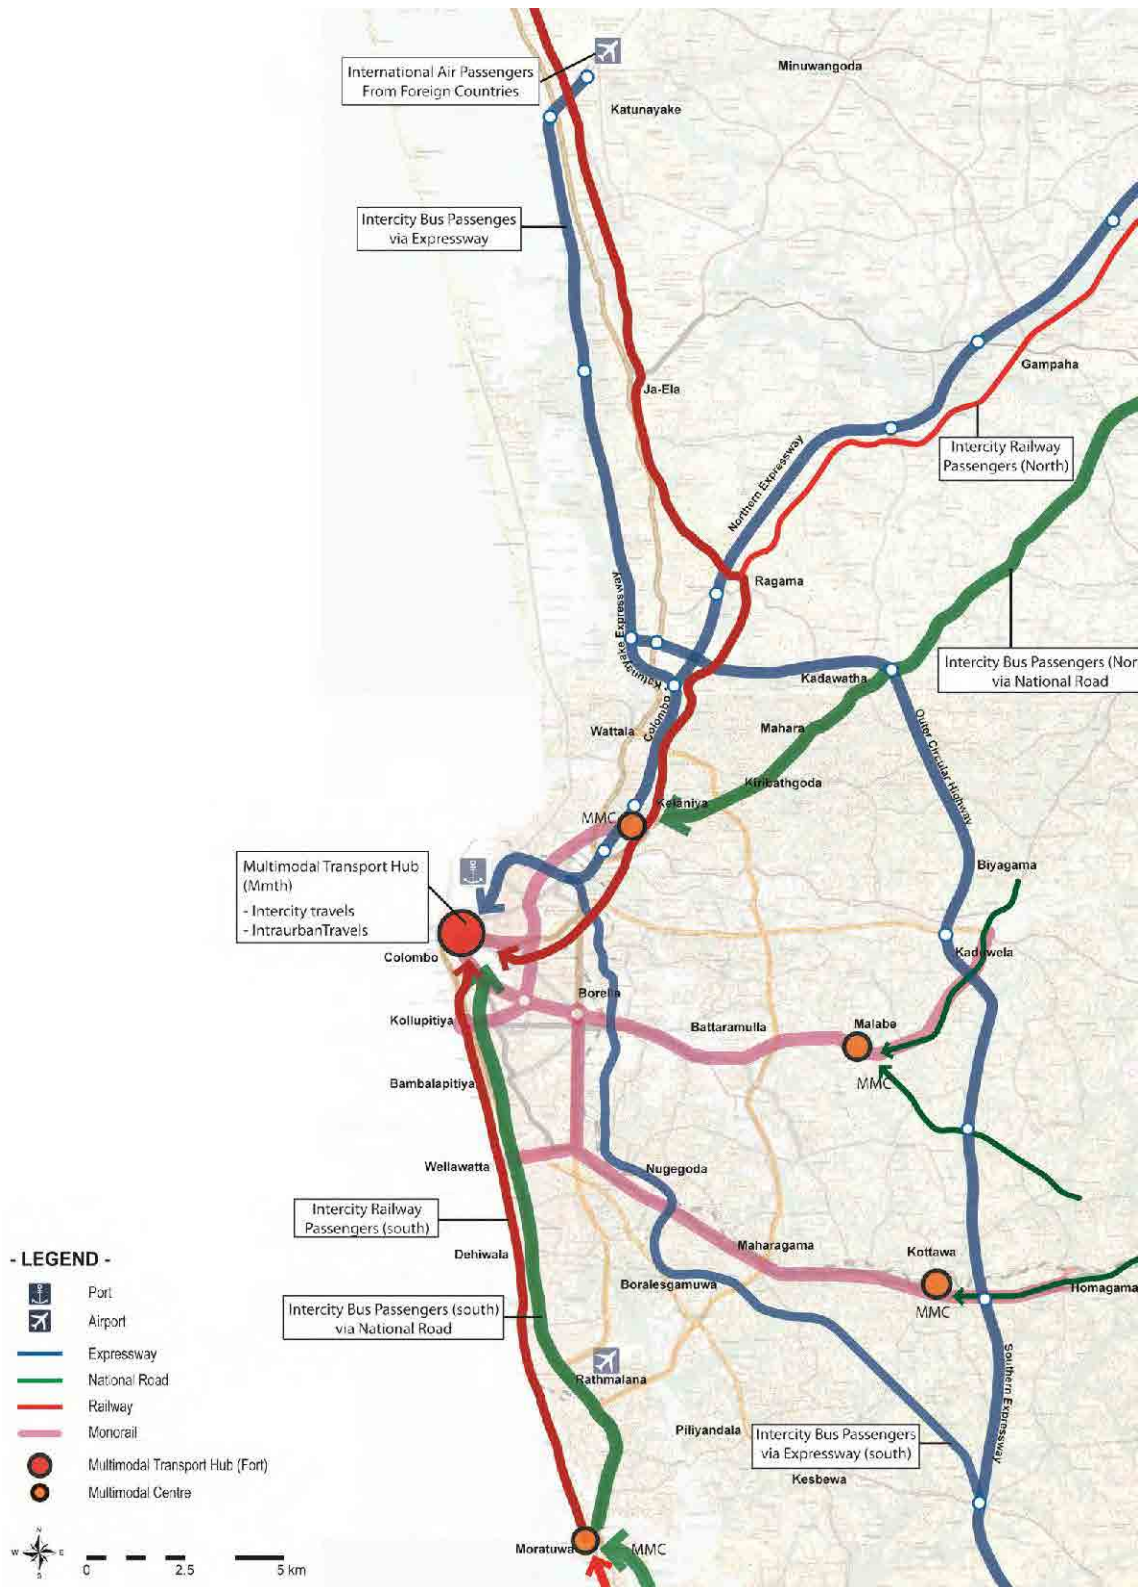 Minuwangoda
International Air Passengers
From Foreign Countries
Katunayake
Intercity Bus Passenges
via Expressway
Gampaha
Ja-Ela
Intercity Railway
Passengers (North)
Northern Expressway
Ragama
Colombo - Katunayake Expressway
Intercity Bus Passengers (Nor
via National Road
Kadawatha
Mahara
Wattala
Outer Circular Highway
Kiribathgoda
Kelaniya
MMC
Biyagama
Multimodal Transport Hub
(Mmth)
- Intercity travels
- IntraurbanTravels
Colombo
Kaduwela
Borella
Kollupitiya
Battaramulla
Malabe
MMC
Bambalapitiya
Wellawatta
Nugegoda
Intercity Railway
Passengers (south)
Dehiwala
Maharagama
Kottawa
Boralesgamuwa
Homagama
MMC
Intercity Bus Passengers (south)
via National Road
Rathmalana
Southern Expressway
Piliyandala
Intercity Bus Passengers
via Expressway (south)
Kesbewa
Moratuwa
MMC
- LEGEND -
Port
Airport
Expressway
National Road
Railway
Monorail
Multimodal Transport Hub (Fort)
Multimodal Centre
N
W
E
S
0
2.5
5 km